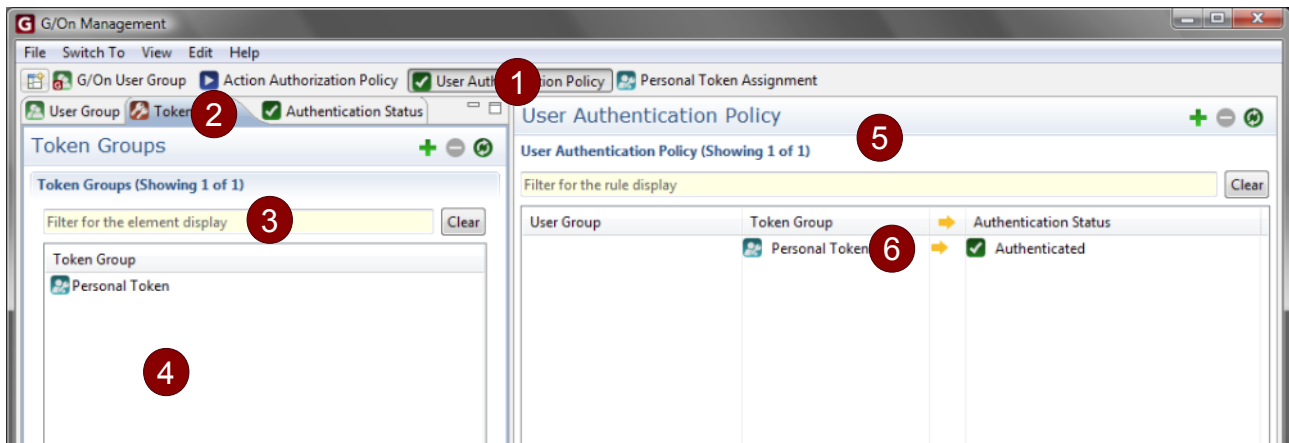 G/On Management
File Switch To View Edit Help
G/On User Group Action Authorization Policy User Auth 1 ion Policy Personal Token Assignment
User Group Token 2 Authentication Status
Token Groups
Token Groups (Showing 1 of 1)
Filter for the element display 3 Clear
Token Group
Personal Token
4
User Authentication Policy 5
User Authentication Policy (Showing 1 of 1)
Filter for the rule display Clear
User Group Token Group Authentication Status
Personal Token 6 Authenticated